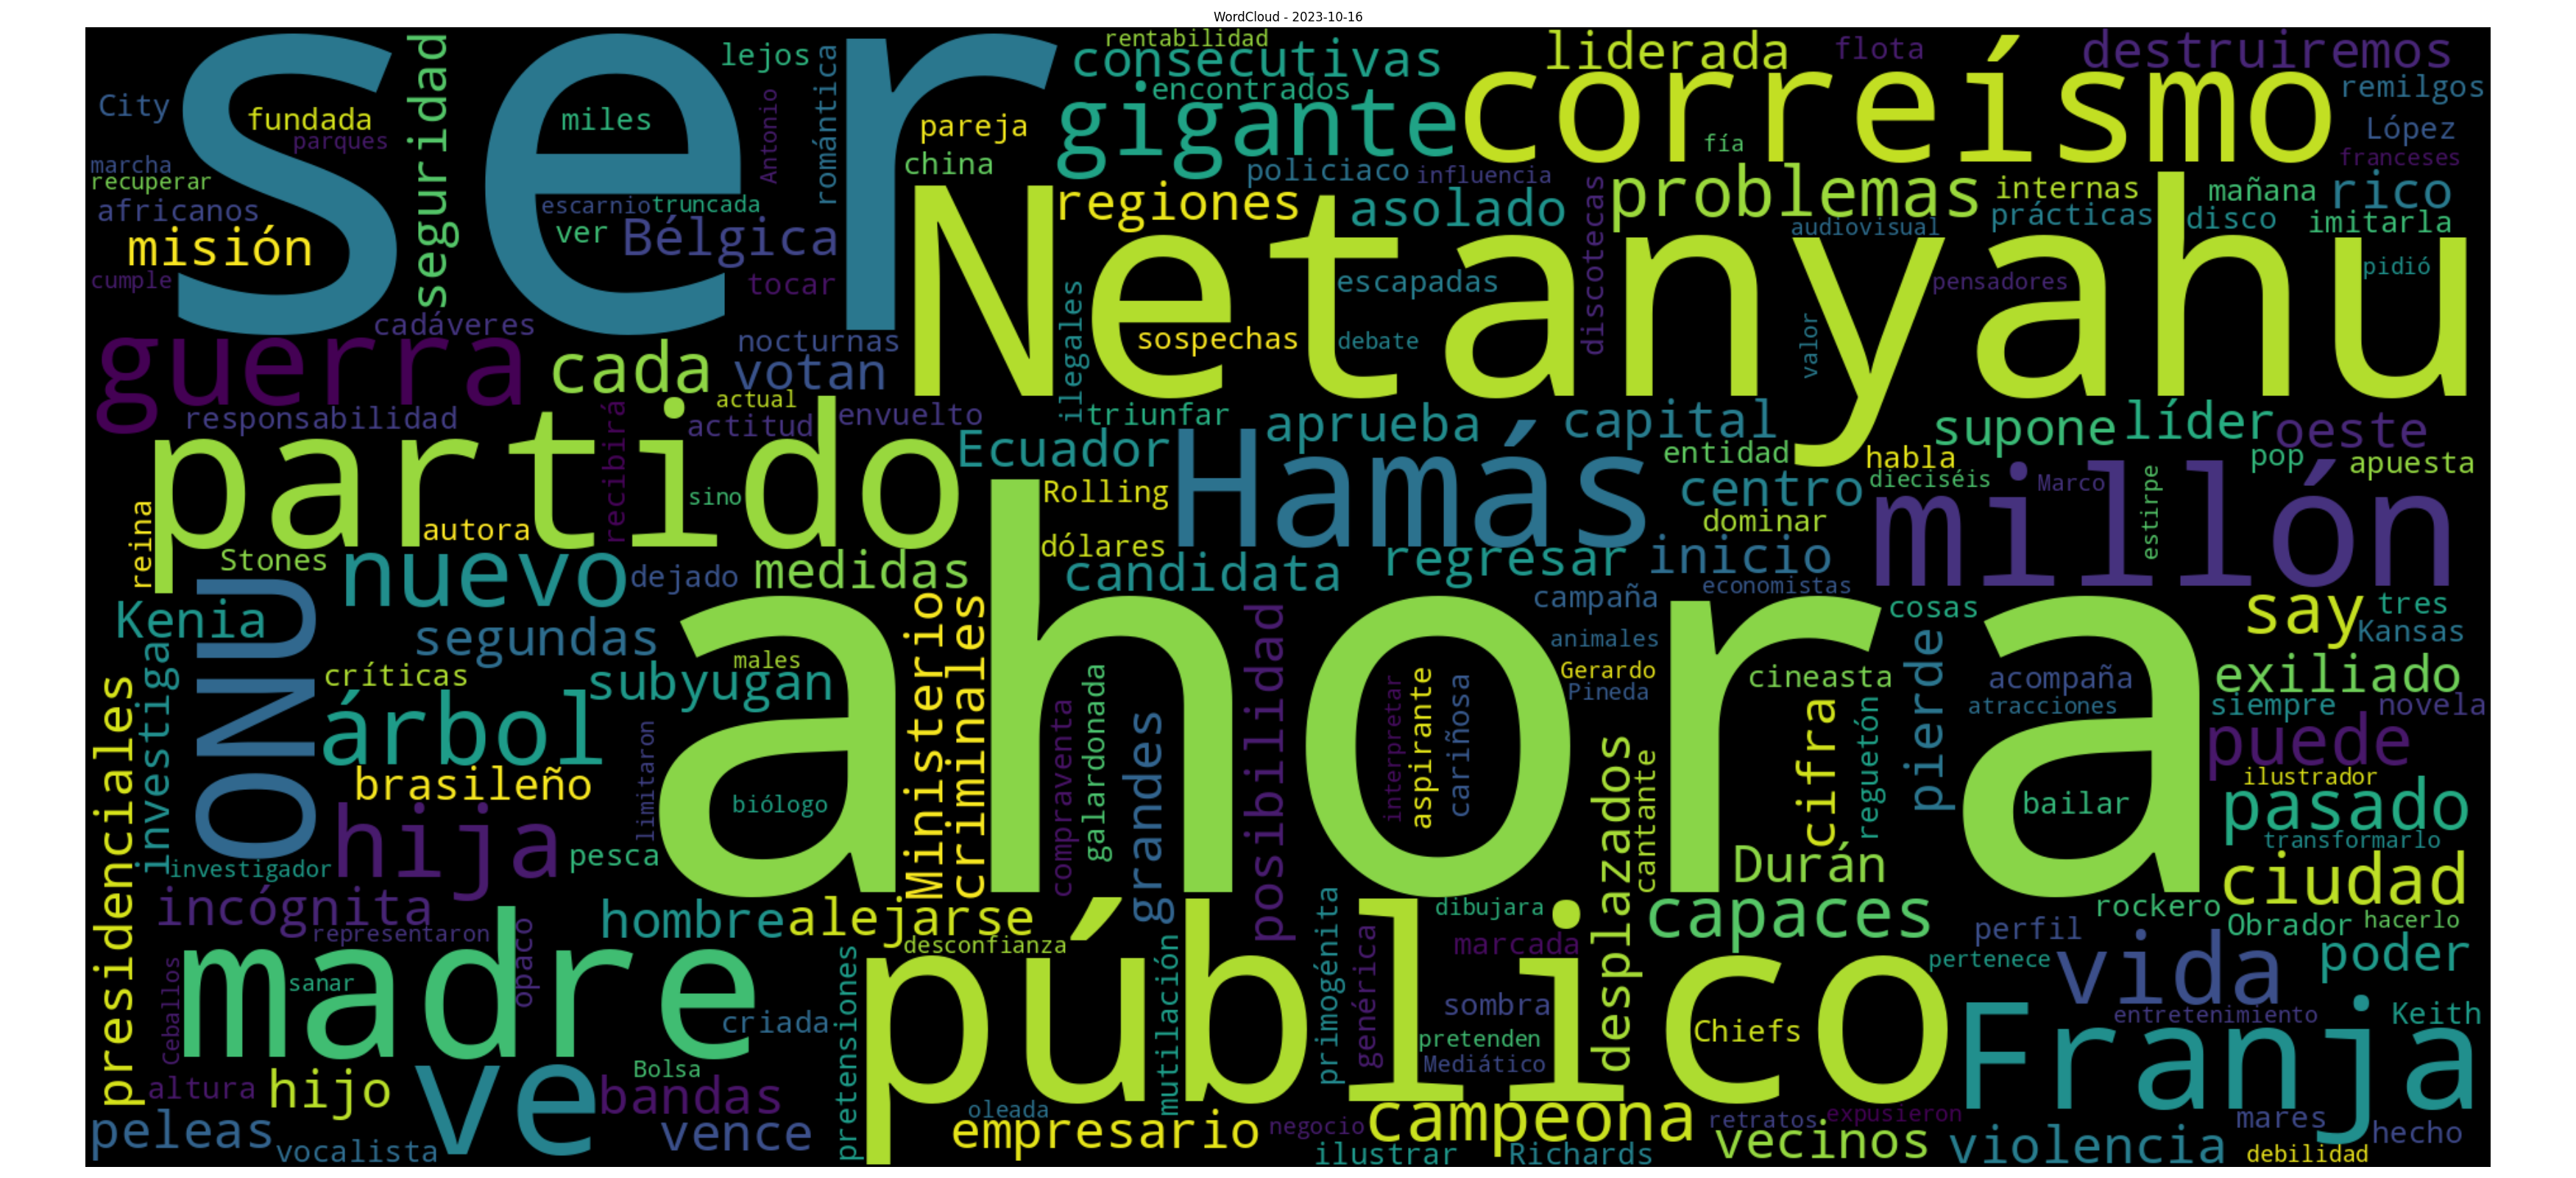 WordCloud - 2023-10-16
ser
ahora
Netanyahu
público
correísmo
partido
Hamás
millón
madre
Franja
ONU
ve
guerra
gigante
nuevo
árbol
hija
vida
problemas
City
fundada
parques
marcha
recuperar
africanos
misión
cumple
seguridad
lejos
miles
Antonio
romántica
escarnio
truncada
ver
Bélgica
tocar
cadáveres
pareja
china
rentabilidad
consecutivas
encontrados
liderada
flota
destruiremos
remilgos
López
franceses
fía
policiaco
influencia
regiones
asolado
discotecas
internas
mañana
rico
prácticas
disco
imitarla
audiovisual
pidió
pensadores
escapadas
ilegales
sospechas
debate
valor
nocturnas
cada
votan
responsabilidad
recibirá
actual
actitud
envuelto
triunfar
aprueba
capital
supone
líder
oeste
Ecuador
entidad
habla
pop
apuesta
Rolling
centro
dieciséis
Marco
estirpe
sino
autora
reina
Stones
dólares
dominar
dejado
medidas
candidata
regresar
inicio
economistas
Kenia
segundas
Ministerio
criminales
campaña
cosas
say
tres
Kansas
animales
investigan
críticas
males
subyugan
posibilidad
Gerardo
Pineda
cineasta
pierde
acompaña
exiliado
atracciones
siempre
novela
presidenciales
brasileño
limitaron
biólogo
compraventa
galardonada
grandes
interpretar
aspirante
cariñosa
cifra
reguetón
puede
ilustrador
bailar
pasado
transformarlo
investigador
pesca
desplazados
cantante
Durán
ciudad
incógnita
representaron
hombre
alejarse
desconfianza
dibujara
capaces
rockero
Obrador
hacerlo
perfil
poder
pertenece
opaco
sanar
Ceballos
pretensiones
mutilación
primogénita
genérica
marcada
sombra
criada
pretenden
Mediático
Chiefs
entretenimiento
Keith
altura
hijo
Bolsa
bandas
peleas
vocalista
vence
oleada
empresario
negocio
campeona
retratos
expusieron
vecinos
ilustrar
Richards
violencia
mares
hecho
debilidad